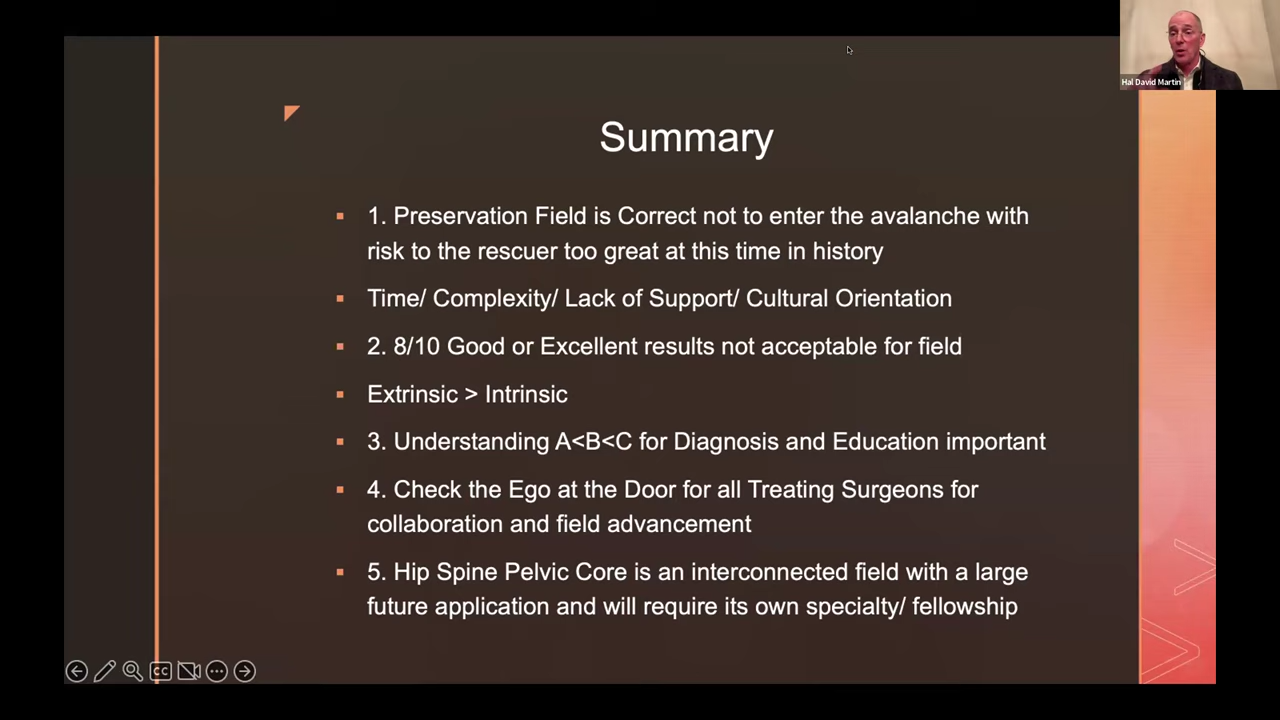 Hal David Martin
Summary
1. Preservation Field is Correct not to enter the avalanche with
risk to the rescuer too great at this time in history
Time/ Complexity/ Lack of Support/ Cultural Orientation
2. 8/10 Good or Excellent results not acceptable for field
Extrinsic > Intrinsic
3. Understanding A<B<C for Diagnosis and Education important
4. Check the Ego at the Door for all Treating Surgeons for
collaboration and field advancement
5. Hip Spine Pelvic Core is an interconnected field with a large
future application and will require its own specialty/ fellowship
CC